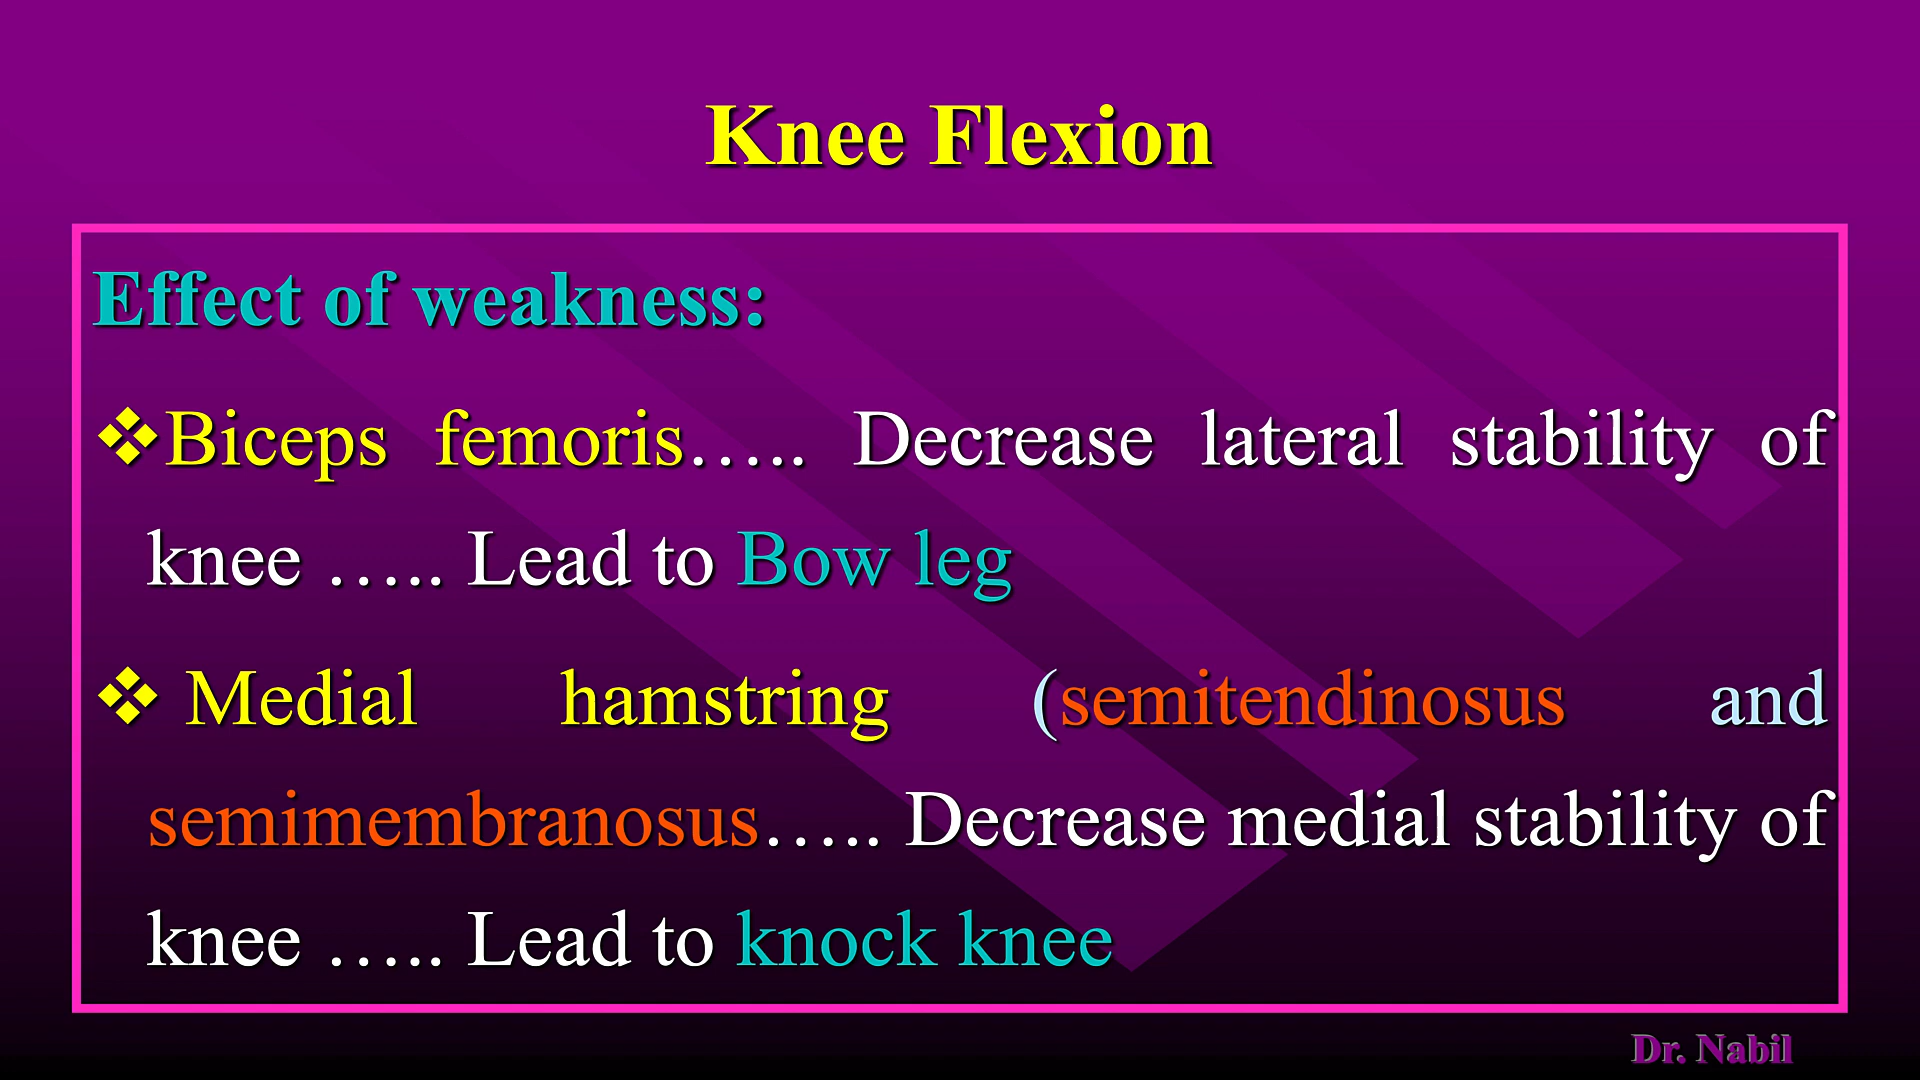 Knee Flexion
Effect of weakness:
❖Biceps femoris….. Decrease lateral stability of
knee ….. Lead to Bow leg
❖ Medial hamstring (semitendinosus and
semimembranosus….. Decrease medial stability of
knee ….. Lead to knock knee
Dr. Nabil